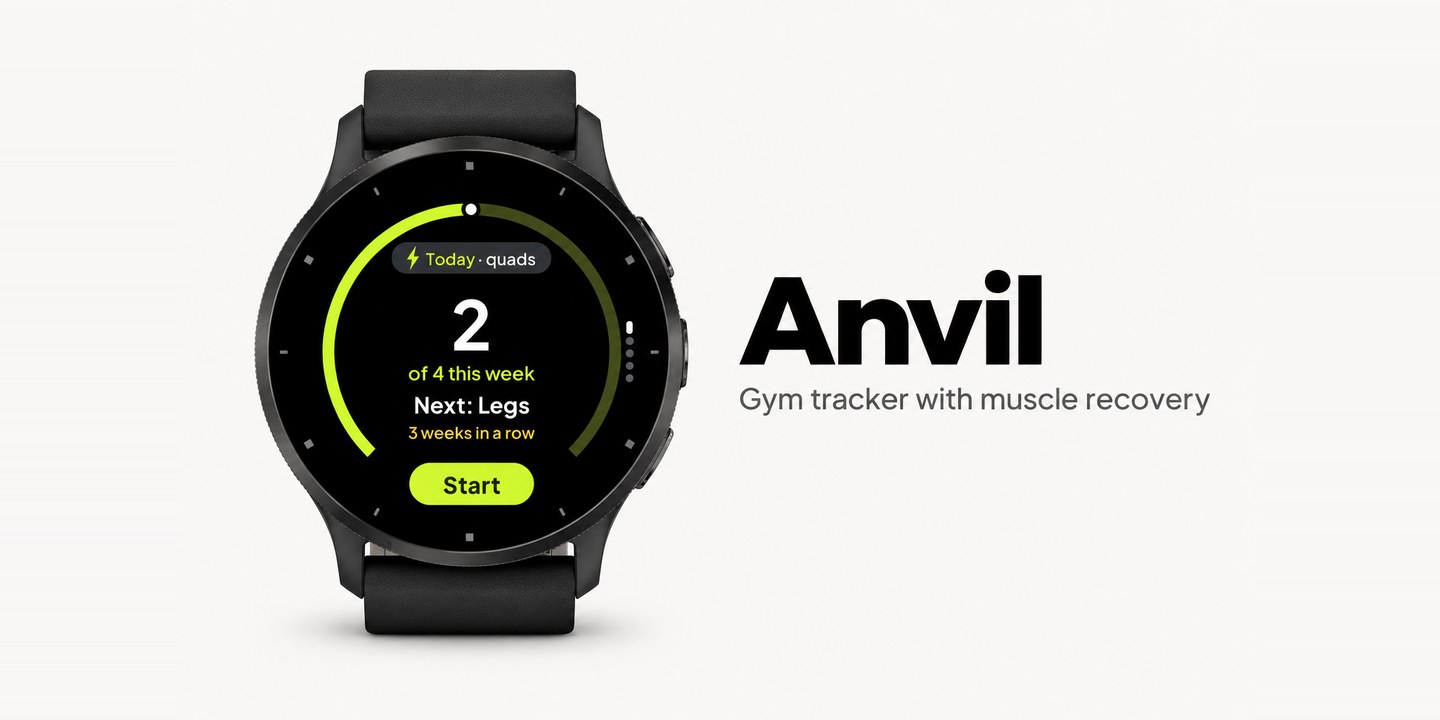 Today · quads
2
of 4 this week
Next: Legs
3 weeks in a row
Start
Anvil
Gym tracker with muscle recovery